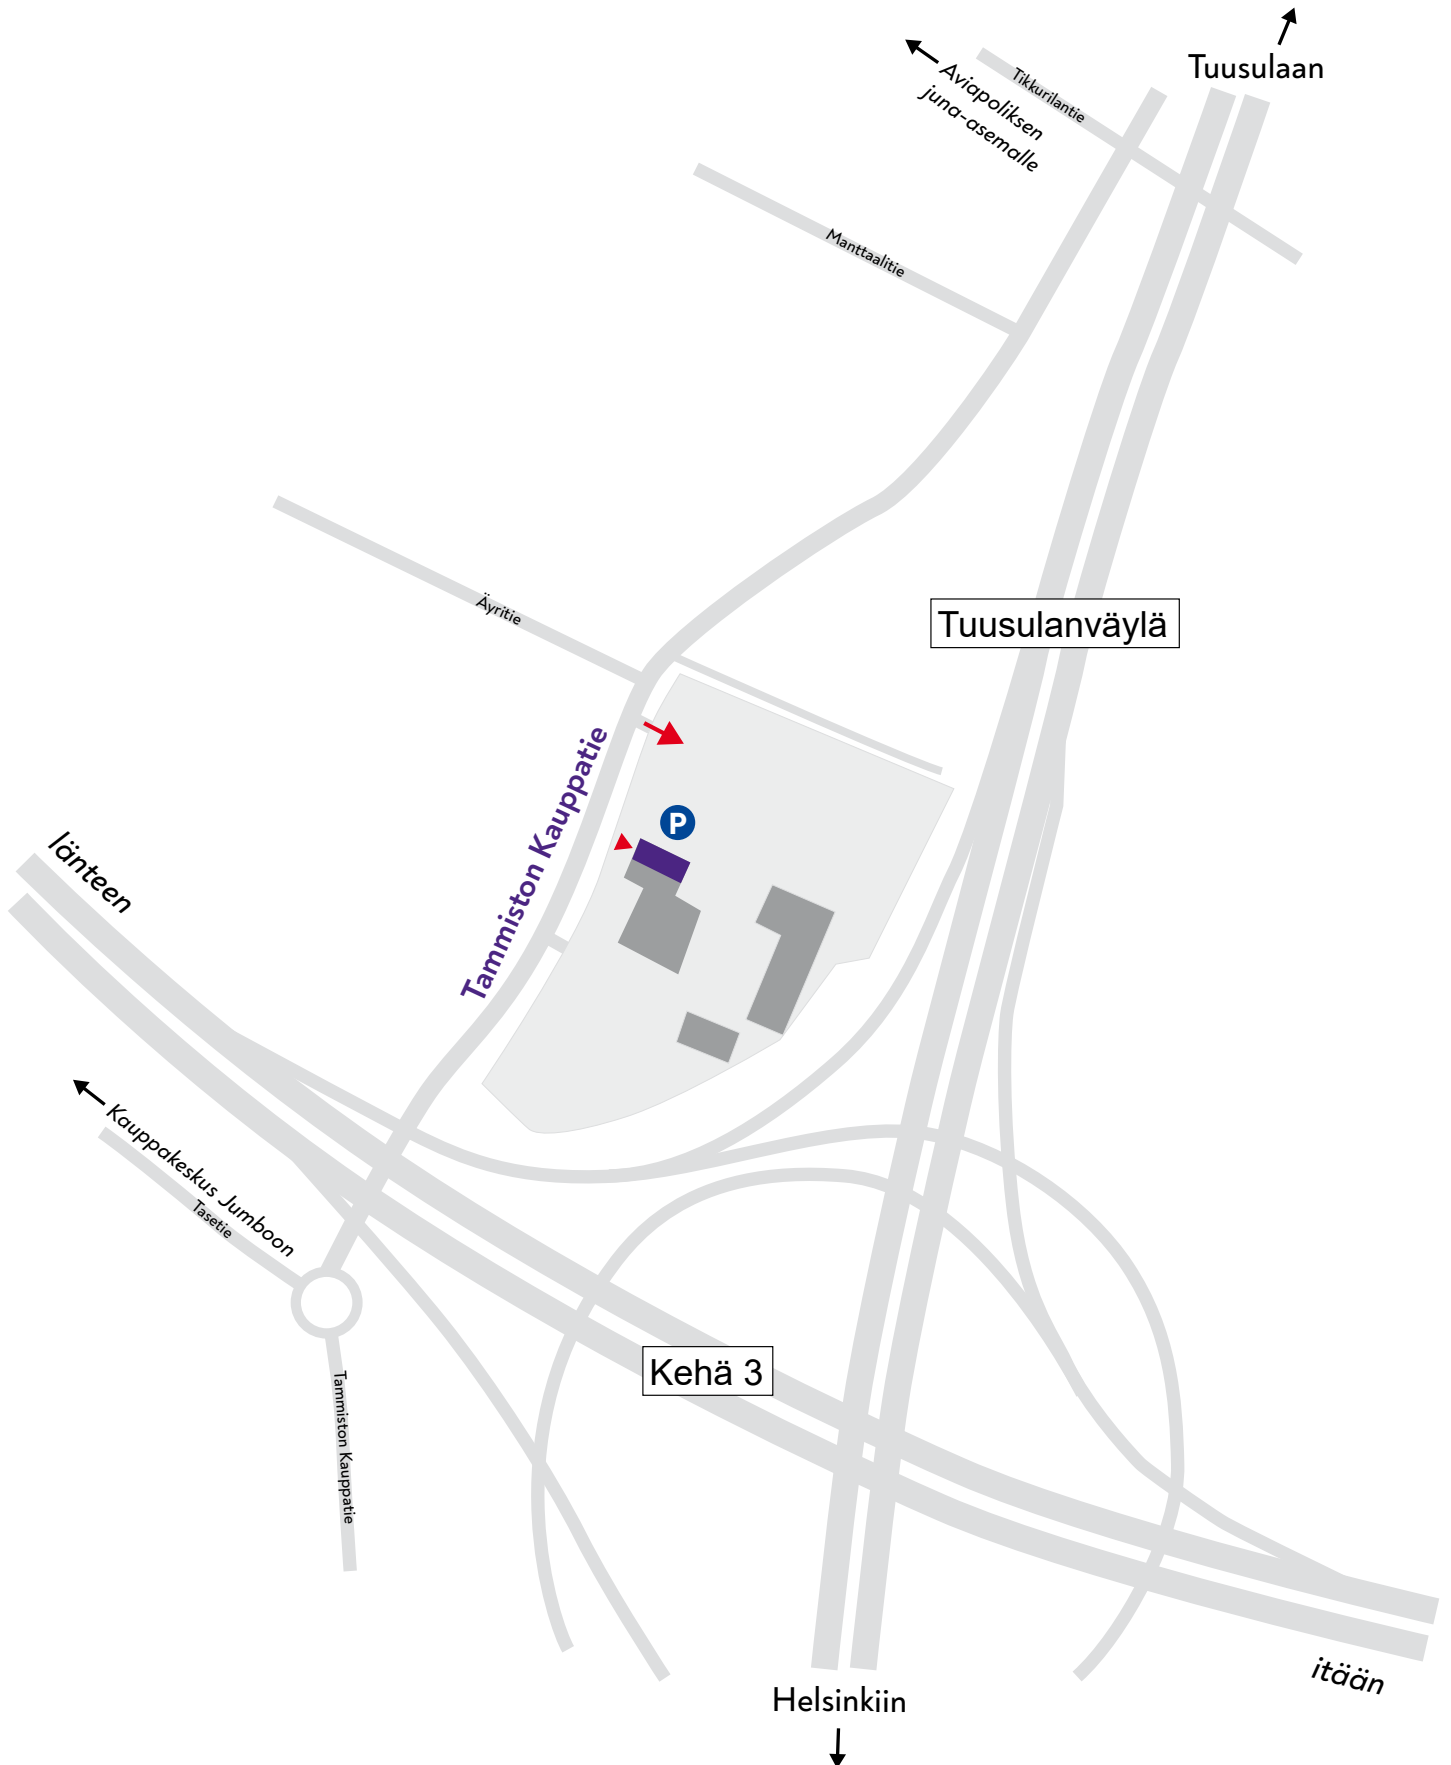 Tuusulaan
Tikkurilantie
Aviapoliksen
juna-asemalle
Manttaalitie
Äyritie
Tuusulanväylä
Tammiston Kauppatie
P
länteen
Kauppakeskus Jumboon
Tasetie
Kehä 3
Tammiston Kauppatie
itään
Helsinkiin